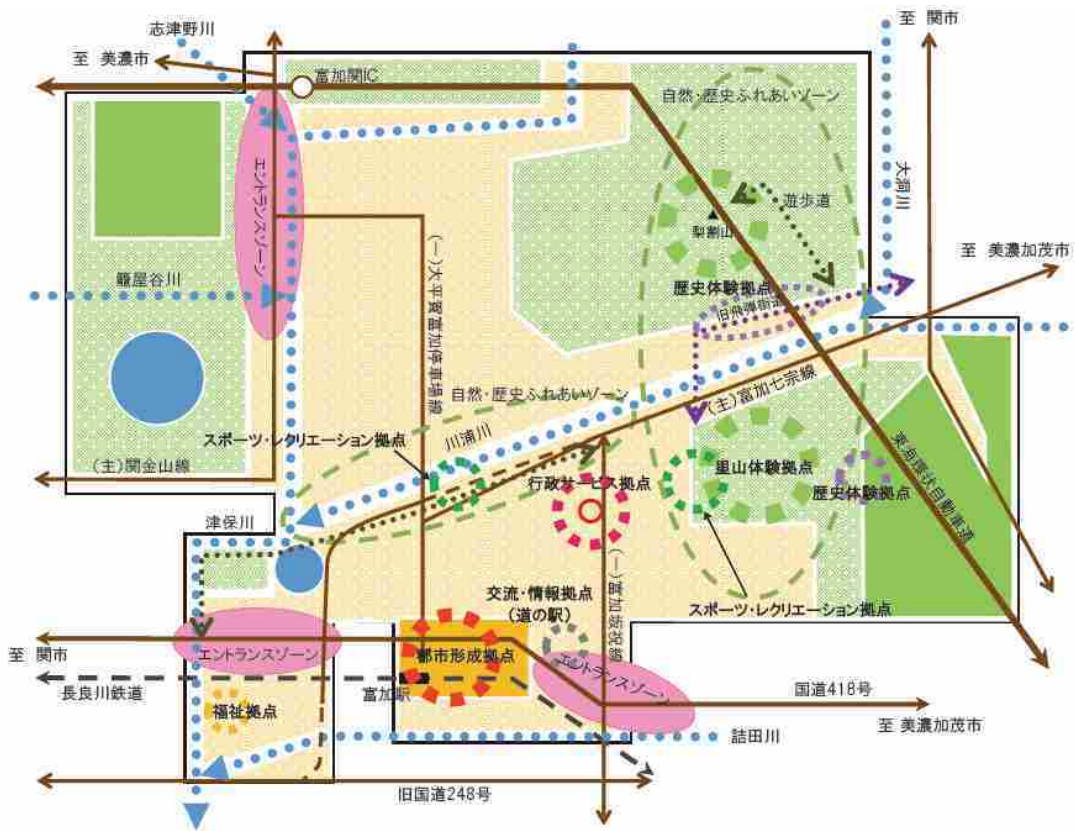 至 関市
志津野川
至 美濃市
富加関IC
自然・歴史ふれあいゾーン
エントランスゾーン
大洞川
遊歩道
梨割山
至 美濃加茂市
籠屋谷川
(一)大平賀富加停車場線
歴史体験拠点
旧飛騨街道
自然・歴史ふれあいゾーン
(主)富加七宗線
スポーツ・レクリエーション拠点
川浦川
(主)関金山線
行政サービス拠点
里山体験拠点
歴史体験拠点
東海環状自動車道
津保川
交流・情報拠点
(道の駅)
(一)富加坂祝線
スポーツ・レクリエーション拠点
至 関市
エントランスゾーン
都市形成拠点
エントランスゾーン
長良川鉄道
富加駅
国道418号
福祉拠点
至 美濃加茂市
詰田川
旧国道248号